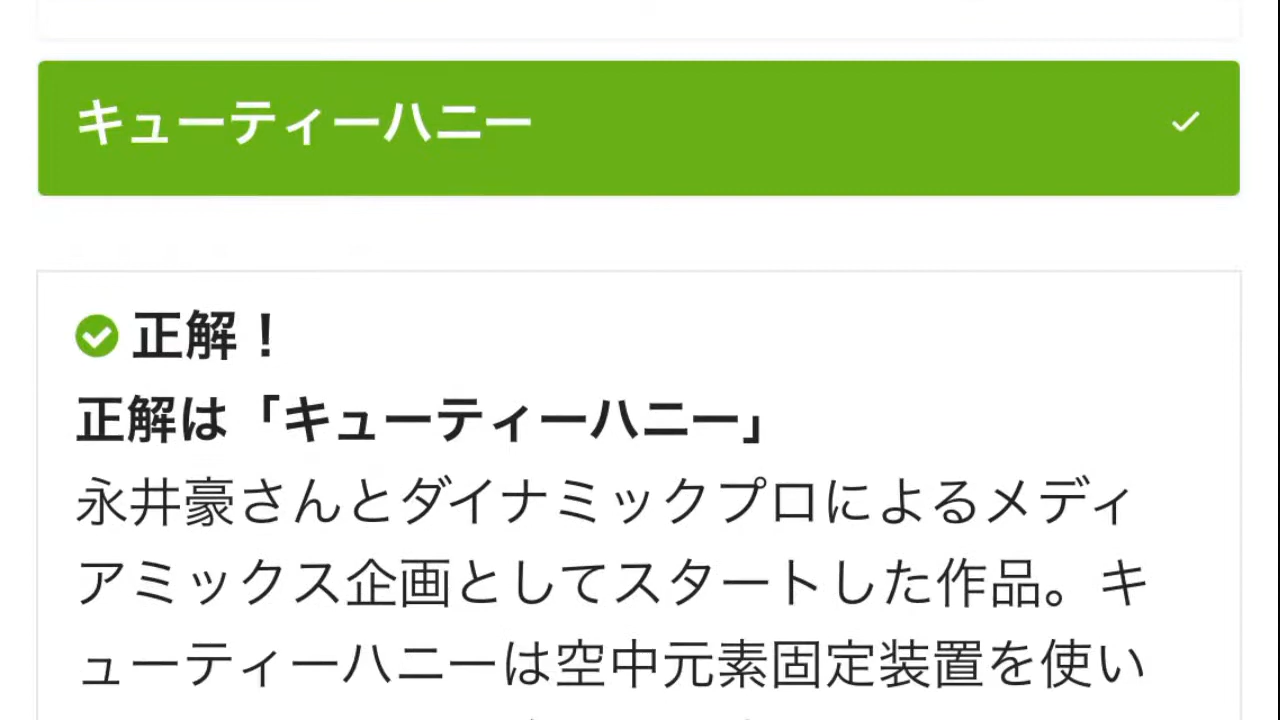 キューティーハニー
正解！
正解は「キューティーハニー」
永井豪さんとダイナミックプロによるメディ
アミックス企画としてスタートした作品。キ
ューティーハニーは空中元素固定装置を使い